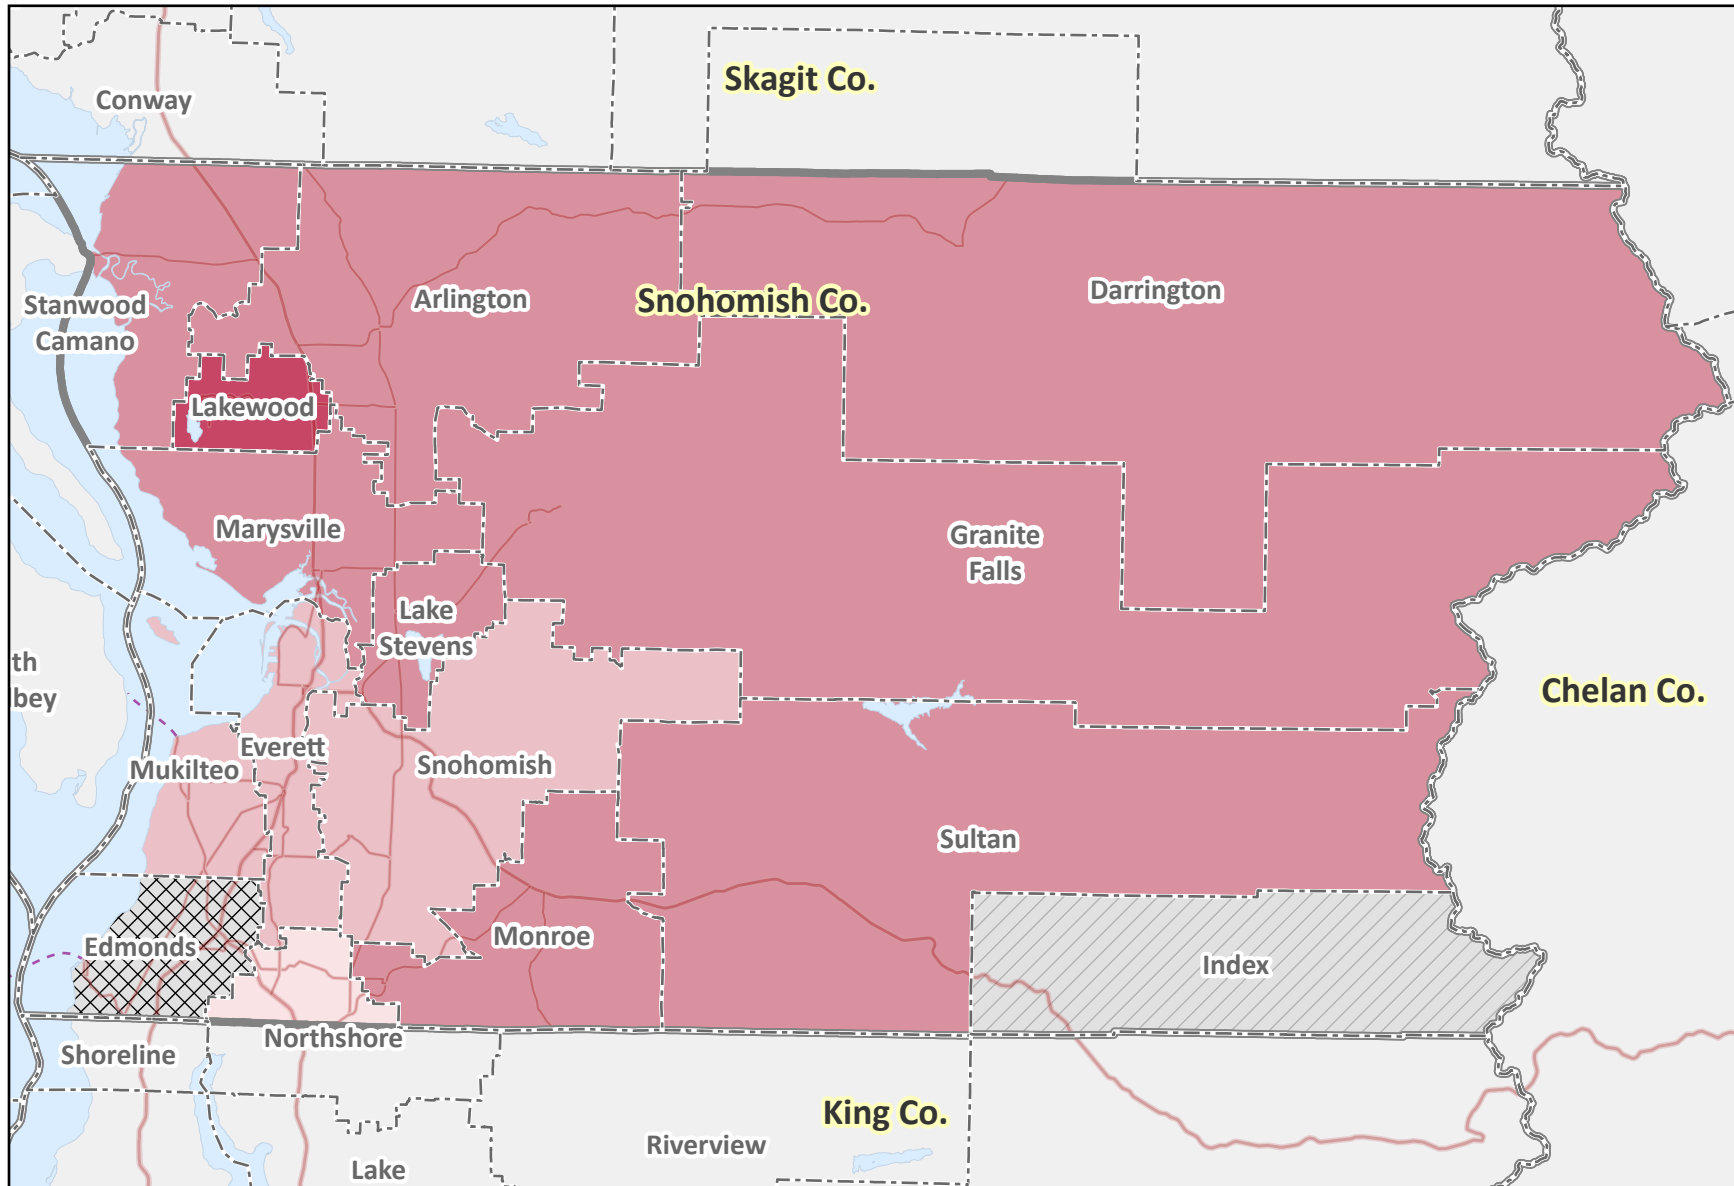 Skagit Co.
Conway
Stanwood
Camano
Arlington
Snohomish Co.
Darrington
Lakewood
Marysville
Granite
Falls
Lake
Stevens
th
lbey
Chelan Co.
Everett
Mukilteo
Snohomish
Sultan
Edmonds
Monroe
Index
Northshore
Shoreline
King Co.
Riverview
Lake